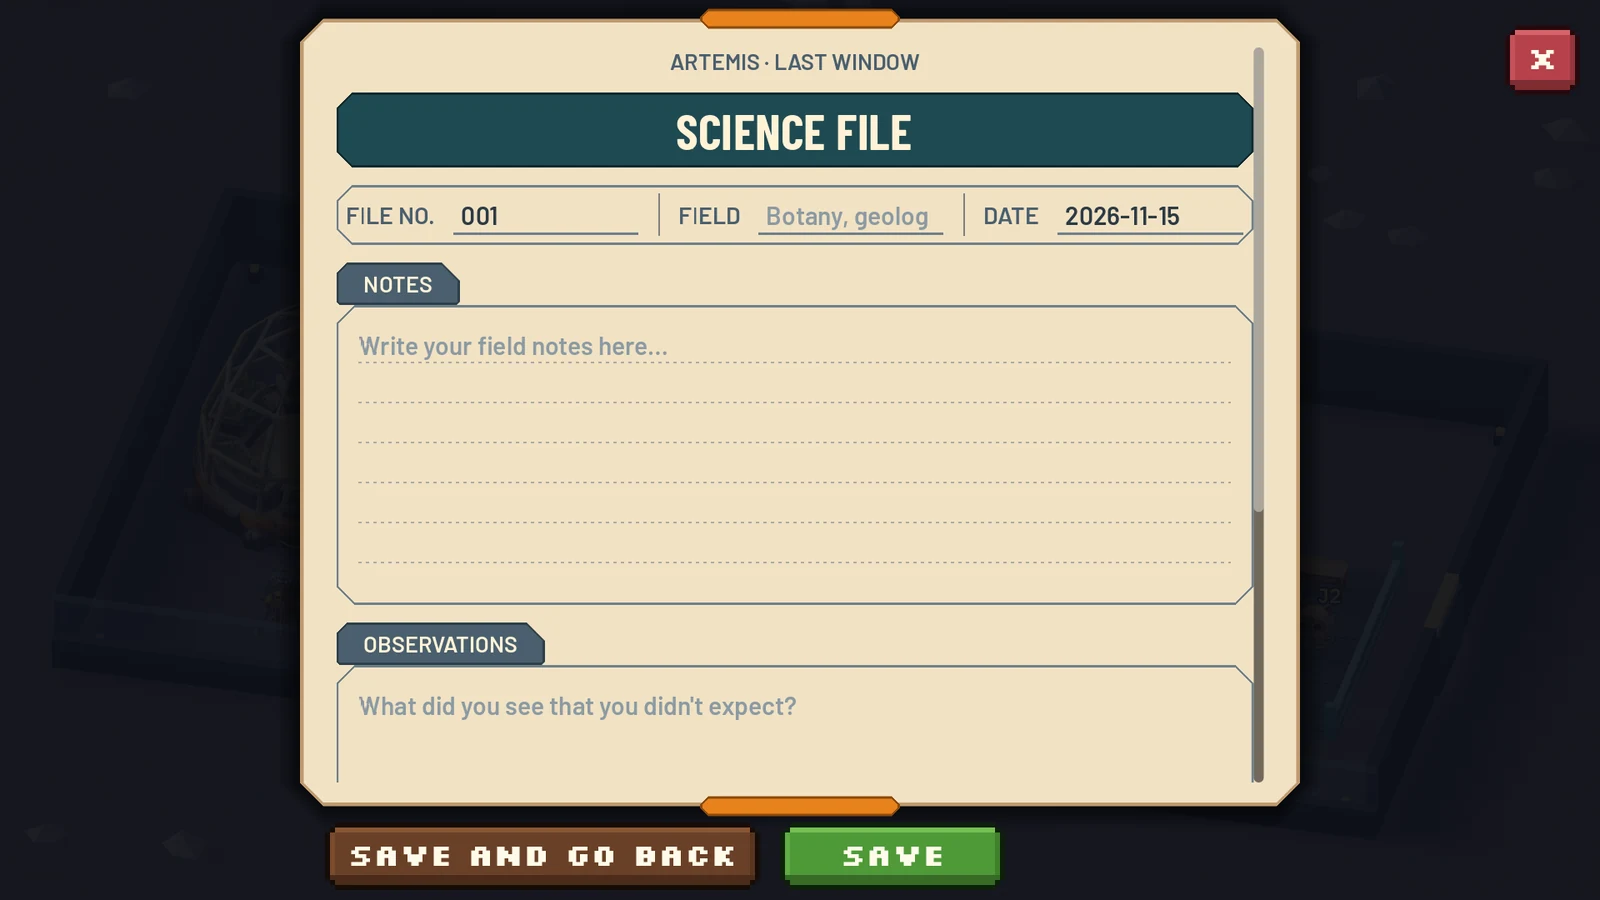 ARTEMIS · LAST WINDOW
X
SCIENCE FILE
FILE NO. 001 FIELD Botany, geolog DATE 2026-11-15
NOTES
Write your field notes here...
OBSERVATIONS
What did you see that you didn't expect?
J2
SAVE AND GO BACK SAVE